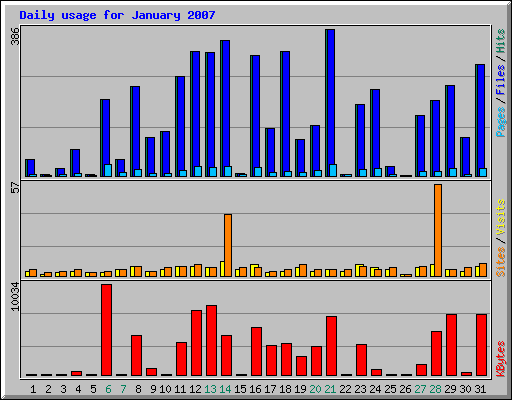 Daily usage for January 2007
386
Pages / Files / Hits
57
Sites / Visits
10034
KBytes
1 2 3 4 5 6 7 8 9 10 11 12 13 14 15 16 17 18 19 20 21 22 23 24 25 26 27 28 29 30 31